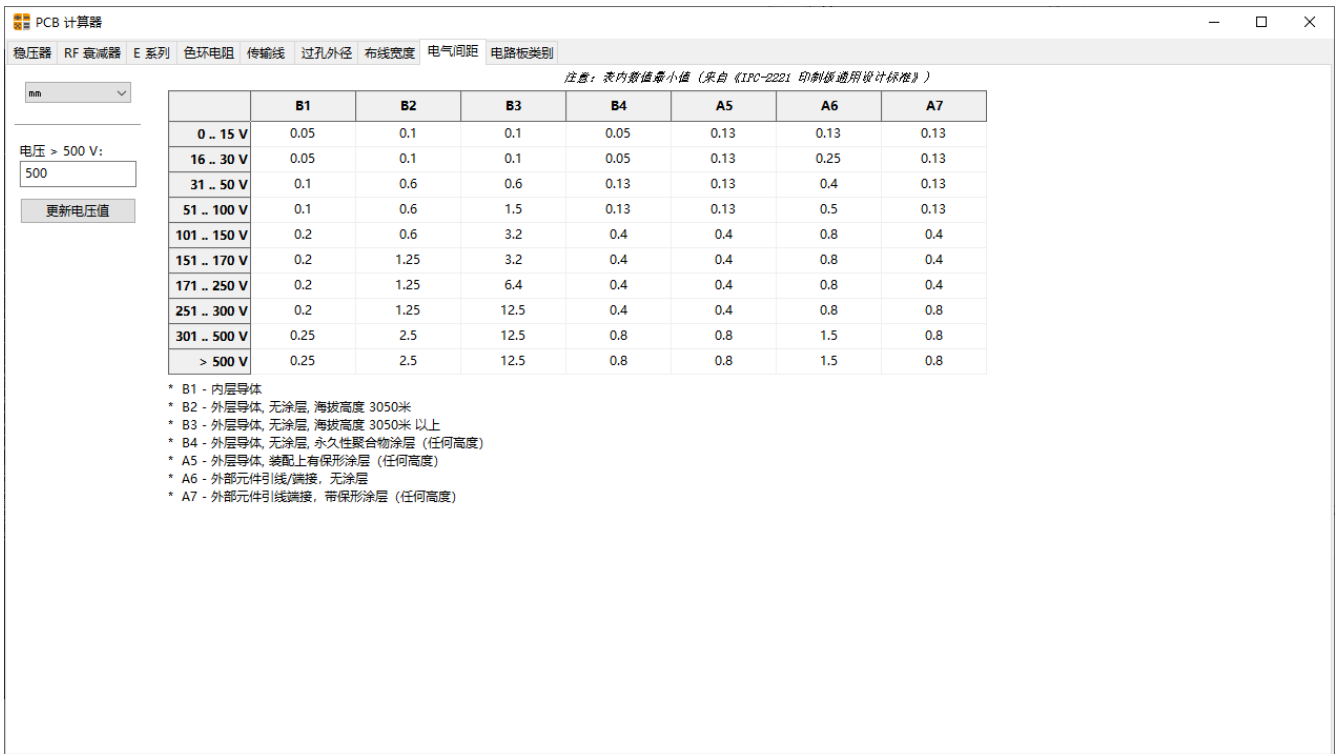 PCB 计算器
稳压器 RF 衰减器 E 系列 色环电阻 传输线 过孔外径 布线宽度 电气间距 电路板类别
注意: 表内数值最小值 (来自《IPC-2221 印制板通用设计标准》)
mm
电压 > 500 V:
500
更新电压值
B1 B2 B3 B4 A5 A6 A7
0 .. 15 V 0.05 0.1 0.1 0.05 0.13 0.13 0.13
16 .. 30 V 0.05 0.1 0.1 0.05 0.13 0.25 0.13
31 .. 50 V 0.1 0.6 0.6 0.13 0.13 0.4 0.13
51 .. 100 V 0.1 0.6 1.5 0.13 0.13 0.5 0.13
101 .. 150 V 0.2 0.6 3.2 0.4 0.4 0.8 0.4
151 .. 170 V 0.2 1.25 3.2 0.4 0.4 0.8 0.4
171 .. 250 V 0.2 1.25 6.4 0.4 0.4 0.8 0.4
251 .. 300 V 0.2 1.25 12.5 0.4 0.4 0.8 0.8
301 .. 500 V 0.25 2.5 12.5 0.8 0.8 1.5 0.8
> 500 V 0.25 2.5 12.5 0.8 0.8 1.5 0.8
* B1 - 内层导体
* B2 - 外层导体, 无涂层, 海拔高度 3050米
* B3 - 外层导体, 无涂层, 海拔高度 3050米 以上
* B4 - 外层导体, 无涂层, 永久性聚合物涂层（任何高度）
* A5 - 外层导体, 装配上有保形涂层（任何高度）
* A6 - 外部元件引线/端接，无涂层
* A7 - 外部元件引线端接，带保形涂层（任何高度）